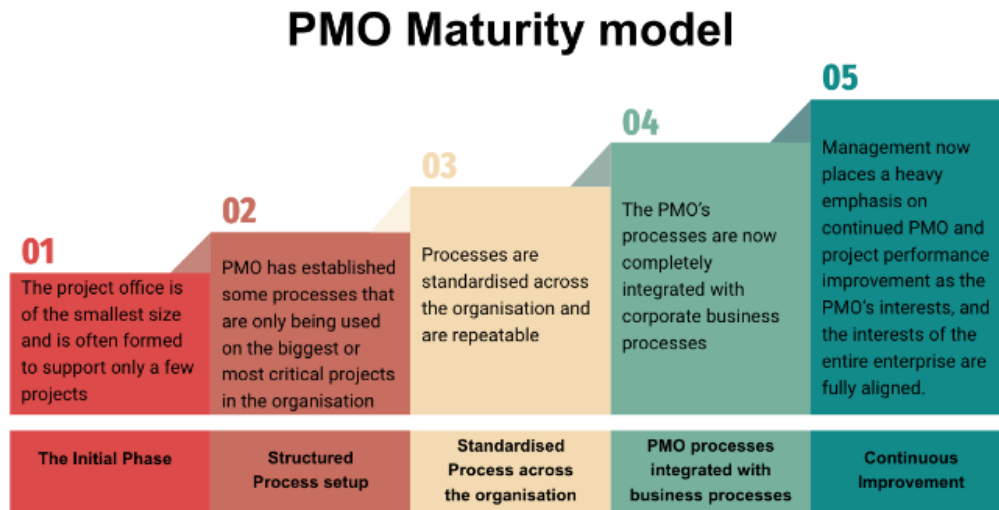 PMO Maturity model
01
The project office is
of the smallest size
and is often formed
to support only a few
projects
02
PMO has established
some processes that
are only being used
on the biggest or
most critical projects
in the organisation
03
Processes are
standardised across
the organisation and
are repeatable
04
The PMO’s
processes are now
completely
integrated with
corporate business
processes
05
Management now
places a heavy
emphasis on
continued PMO and
project performance
improvement as the
PMO’s interests, and
the interests of the
entire enterprise are
fully aligned.
The Initial Phase
Structured
Process setup
Standardised
Process across
the organisation
PMO processes
integrated with
business processes
Continuous
Improvement